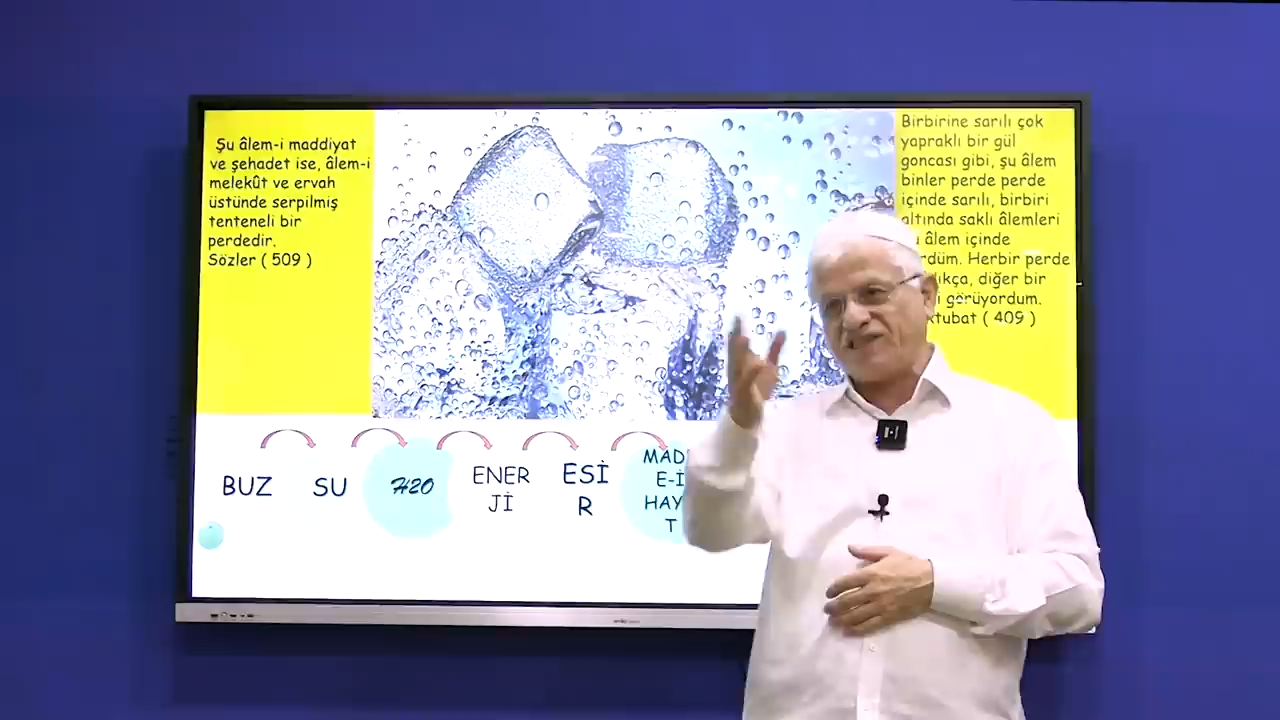 Şu âlem-i maddiyat
ve şehadet ise, âlem-i
melekût ve ervah
üstünde serpilmiş
tenteneli bir
perdedir.
Sözler ( 509 )
Birbirine sarılı çok
yapraklı bir gül
goncası gibi, şu âlem
binler perde perde
içinde sarılı, birbiri
altında saklı âlemleri
âlem içinde
Herbir perde
diğer bir
görüyordum.
( 409 )
BUZ
SU
H20
ENER
Jİ
ESİ
R
MAD
E-İ
HAY
T